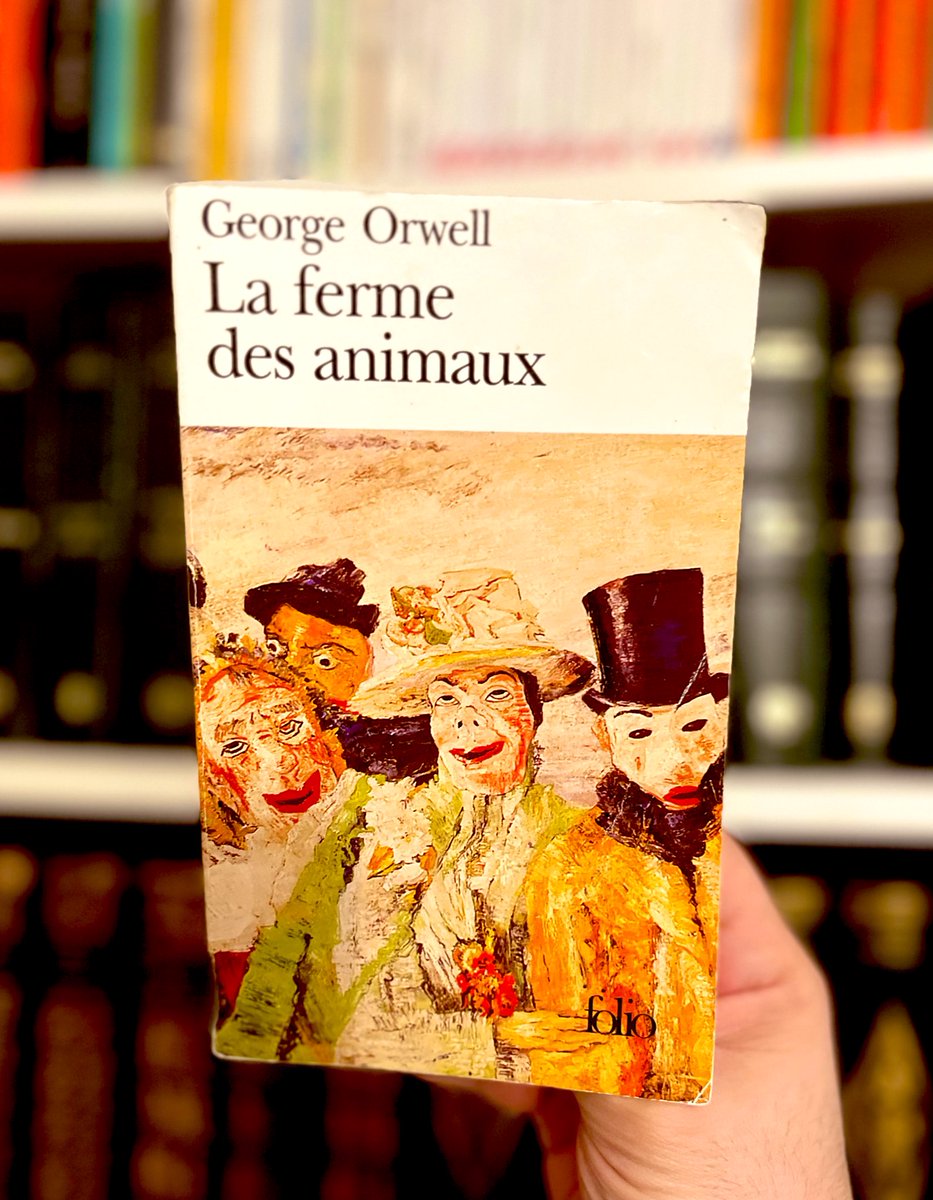 George Orwell
La ferme
des animaux
folio